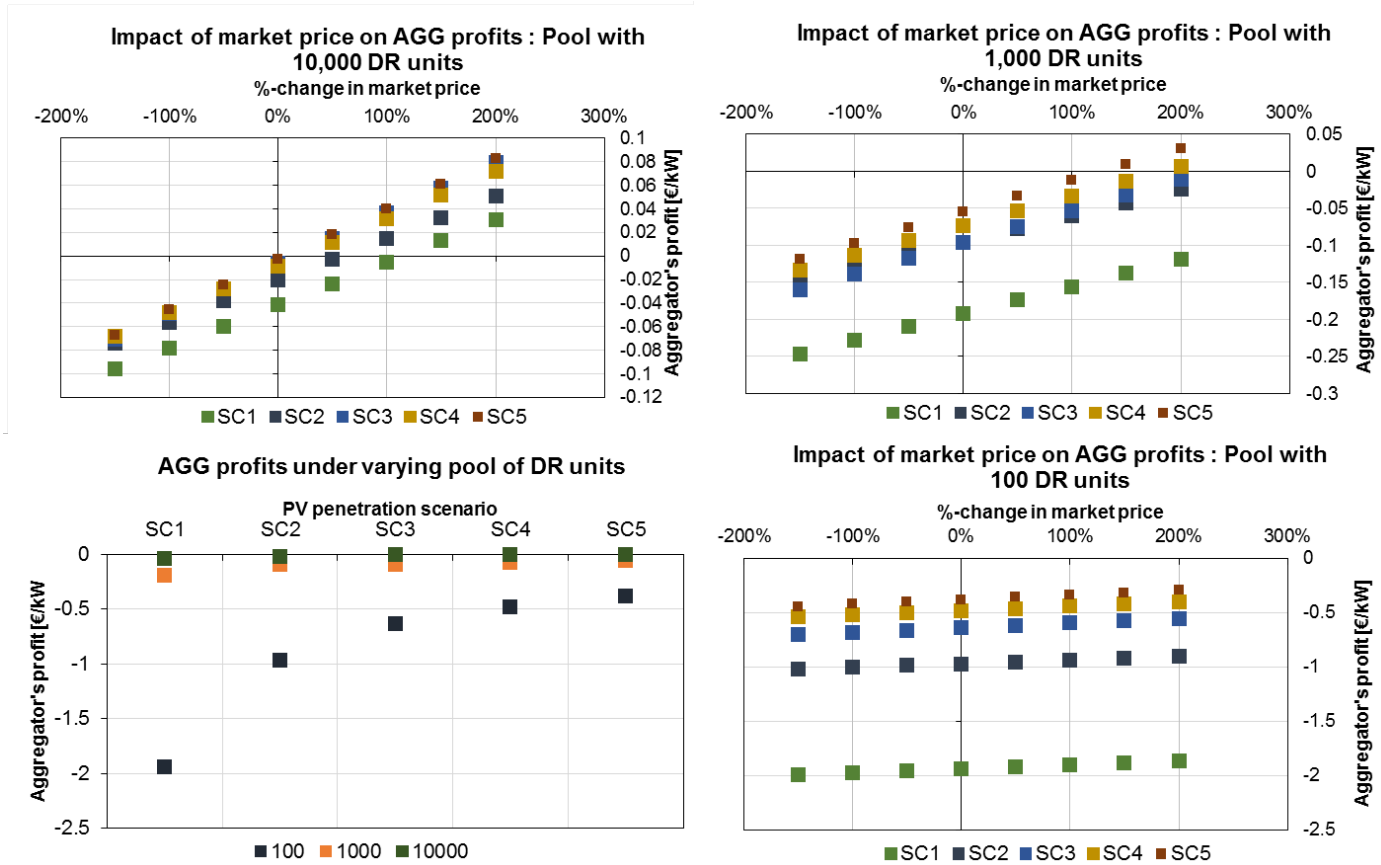 Impact of market price on AGG profits : Pool with
10,000 DR units
%-change in market price
-200% -100% 0% 100% 200% 300%
0.1
0.08
0.06
0.04
0.02
0
-0.02
-0.04
-0.06
-0.08
-0.1
-0.12
Aggregator's profit [€/kW]
SC1 SC2 SC3 SC4 SC5
Impact of market price on AGG profits : Pool with
1,000 DR units
%-change in market price
-200% -100% 0% 100% 200% 300%
0.05
0
-0.05
-0.1
-0.15
-0.2
-0.25
-0.3
Aggregator's profit [€/kW]
SC1 SC2 SC3 SC4 SC5
AGG profits under varying pool of DR units
PV penetration scenario
SC1 SC2 SC3 SC4 SC5
0
-0.5
-1
-1.5
-2
-2.5
Aggregator's profit [€/kW
100 1000 10000
Impact of market price on AGG profits : Pool with
100 DR units
%-change in market price
-200% -100% 0% 100% 200% 300%
0
-0.5
-1
-1.5
-2
-2.5
Aggregator's profit [€/kW]
SC1 SC2 SC3 SC4 SC5